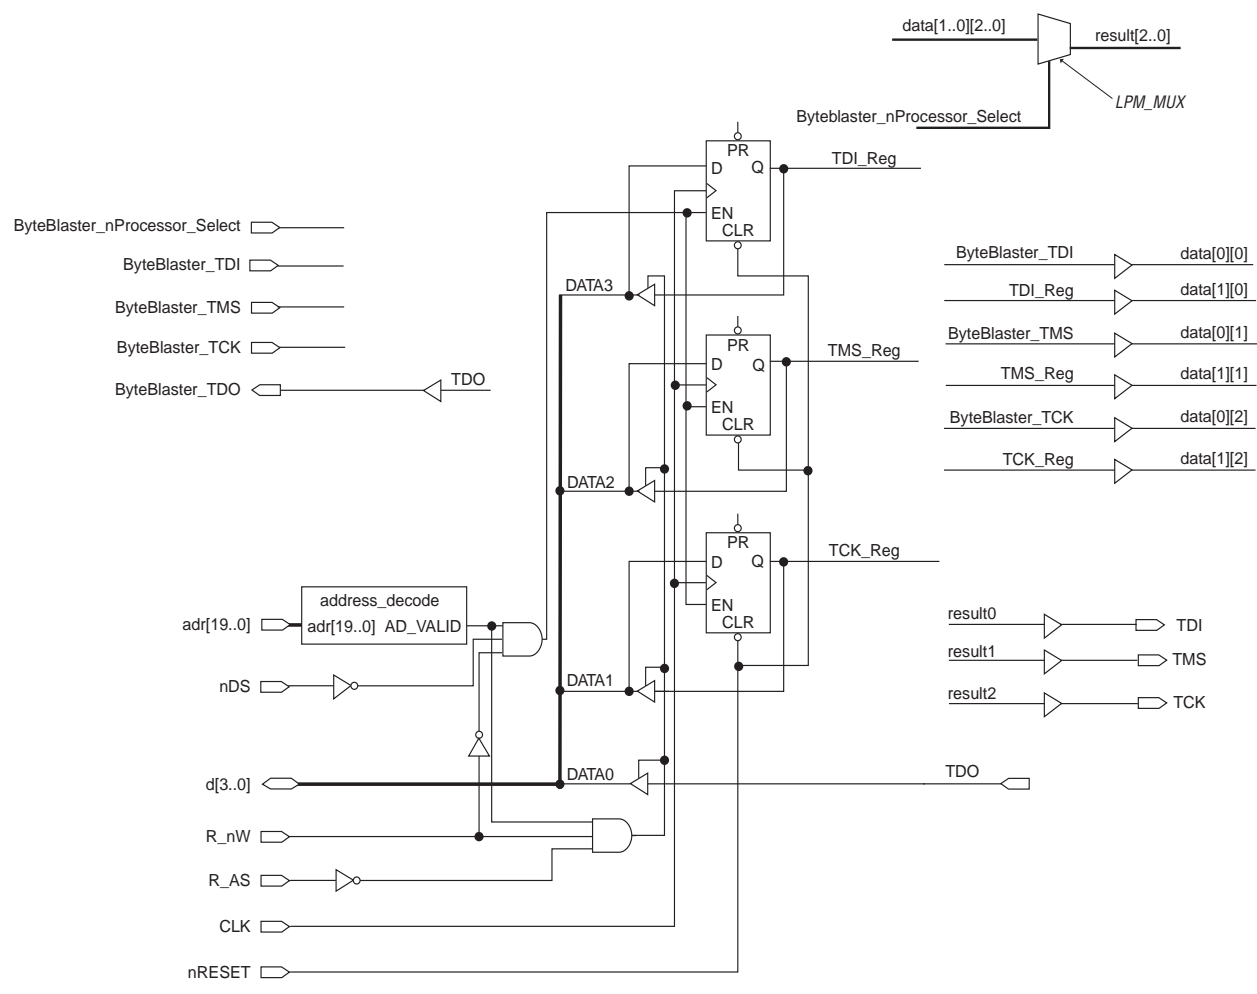 data[1..0][2..0]
result[2..0]
LPM_MUX
Byteblaster_nProcessor_Select
PR
D
Q
TDI_Reg
EN
CLR
ByteBlaster_nProcessor_Select
ByteBlaster_TDI
ByteBlaster_TMS
ByteBlaster_TCK
ByteBlaster_TDO
TDO
DATA3
PR
D
Q
TMS_Reg
EN
CLR
DATA2
PR
D
Q
TCK_Reg
EN
CLR
DATA1
ByteBlaster_TDI
data[0][0]
TDI_Reg
data[1][0]
ByteBlaster_TMS
data[0][1]
TMS_Reg
data[1][1]
ByteBlaster_TCK
data[0][2]
TCK_Reg
data[1][2]
address_decode
adr[19..0]
adr[19..0] AD_VALID
nDS
result0
TDI
result1
TMS
result2
TCK
d[3..0]
DATA0
TDO
R_nW
R_AS
CLK
nRESET